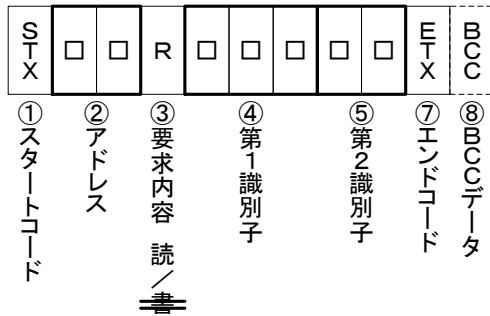 STX □ □ R □ □ □ □ □ ETX BCC
① ② ③ ④ ⑤ ⑦ ⑧
スタートコード
アドレス
要求内容 読／書
第1識別子
第2識別子
エンドコード
BCCデータ